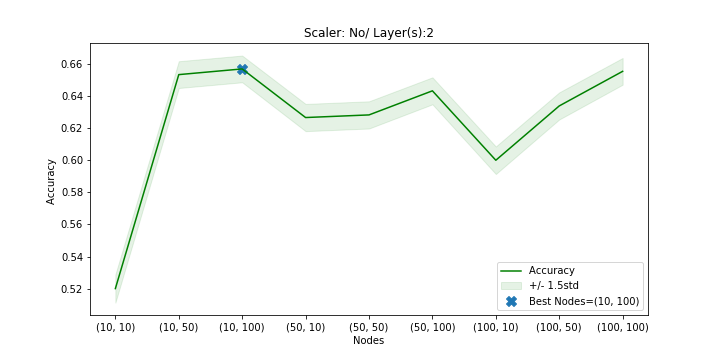 Scaler: No/ Layer(s):2
Accuracy
0.66
0.64
0.62
0.60
0.58
0.56
0.54
0.52
Accuracy
+/- 1.5std
Best Nodes=(10, 100)
(10, 10) (10, 50) (10, 100) (50, 10) (50, 50) (50, 100) (100, 10) (100, 50) (100, 100)
Nodes